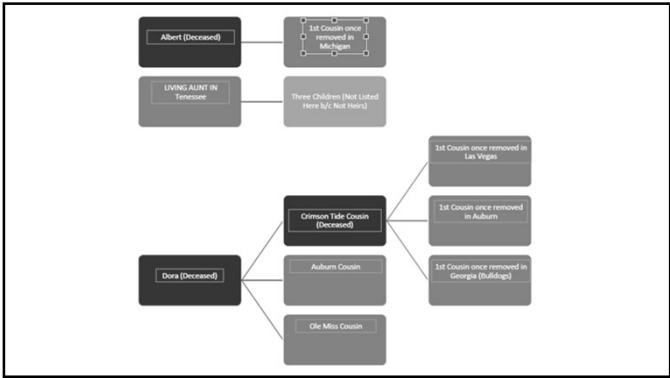 Albert (Deceased)
1st Cousin once
removed in
Michigan
LIVING AUNT IN
Tenessee
Three Children (Not Listed
Here b/c Not Heirs)
1st Cousin once removed in
Las Vegas
Crimson Tide Cousin
(Deceased)
1st Cousin once removed
in Auburn
Dora (Deceased)
Auburn Cousin
1st Cousin once removed in
Georgia (Bulldogs)
Ole Miss Cousin